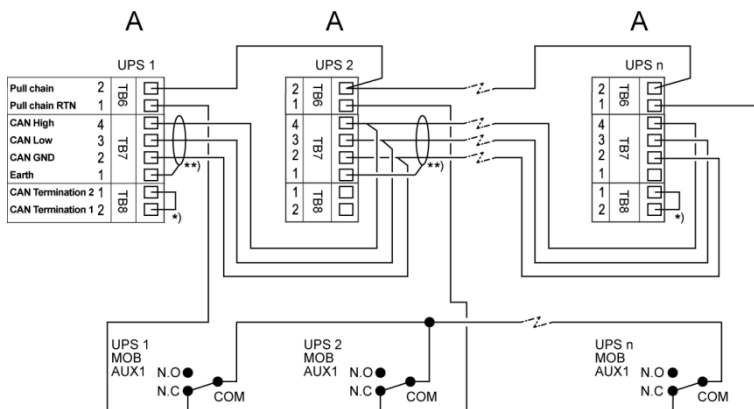 A A A
UPS 1 UPS 2 UPS n
Pull chain 2 TB6 2 TB6 2 TB6
Pull chain RTN 1 1 1
CAN High 4 TB7 4 TB7 4 TB7
CAN Low 3 3 3
CAN GND 2 2 2
Earth 1 **) 1 **) 1
CAN Termination 2 1 TB8 1 TB8 1 TB8
CAN Termination 1 2 *) 2 2 *)
UPS 1 UPS 2 UPS n
MOB MOB MOB
AUX1 N.O AUX1 N.O AUX1 N.O
N.C COM N.C COM N.C COM